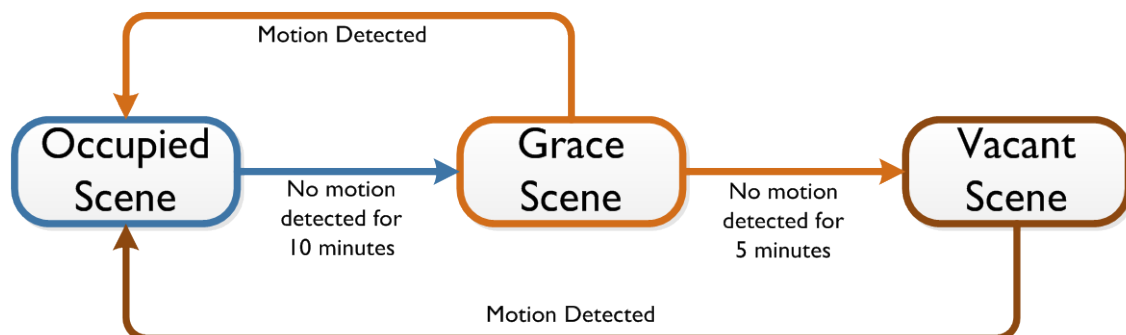 Motion Detected
Occupied
Scene
No motion
detected for
10 minutes
Grace
Scene
No motion
detected for
5 minutes
Vacant
Scene
Motion Detected